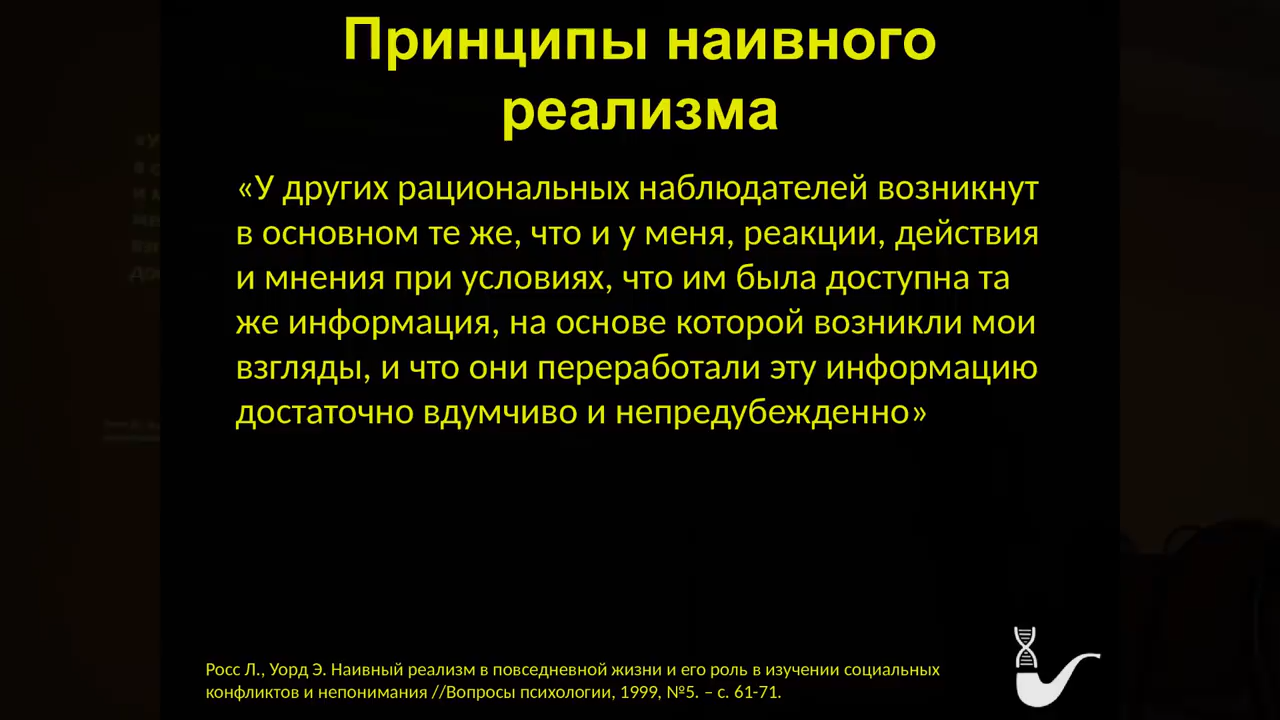 Принципы наивного
реализма
«У других рациональных наблюдателей возникнут
в основном те же, что и у меня, реакции, действия
и мнения при условиях, что им была доступна та
же информация, на основе которой возникли мои
взгляды, и что они переработали эту информацию
достаточно вдумчиво и непредубежденно»
Росс Л., Уорд Э. Наивный реализм в повседневной жизни и его роль в изучении социальных
конфликтов и непонимания //Вопросы психологии, 1999, №5. – с. 61-71.